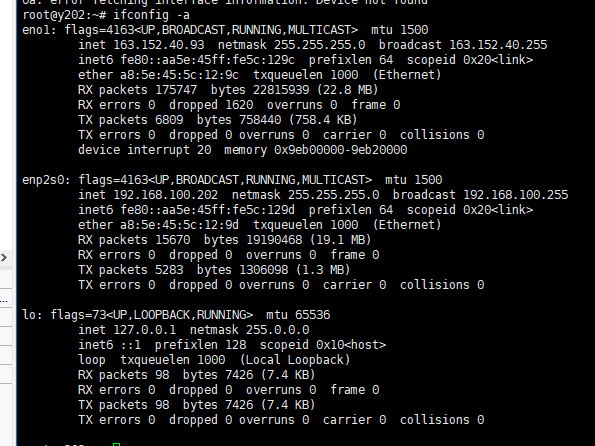 root@y202:~# ifconfig -a
eno1: flags=4163<UP,BROADCAST,RUNNING,MULTICAST>  mtu 1500
        inet 163.152.40.93  netmask 255.255.255.0  broadcast 163.152.40.255
        inet6 fe80::aa5e:45ff:fe5c:129c  prefixlen 64  scopeid 0x20<link>
        ether a8:5e:45:5c:12:9c  txqueuelen 1000  (Ethernet)
        RX packets 175747  bytes 22815939 (22.8 MB)
        RX errors 0  dropped 1620  overruns 0  frame 0
        TX packets 6809  bytes 758440 (758.4 KB)
        TX errors 0  dropped 0 overruns 0  carrier 0  collisions 0
        device interrupt 20  memory 0x9eb00000-9eb20000

enp2s0: flags=4163<UP,BROADCAST,RUNNING,MULTICAST>  mtu 1500
        inet 192.168.100.202  netmask 255.255.255.0  broadcast 192.168.100.255
        inet6 fe80::aa5e:45ff:fe5c:129d  prefixlen 64  scopeid 0x20<link>
        ether a8:5e:45:5c:12:9d  txqueuelen 1000  (Ethernet)
        RX packets 15670  bytes 19190468 (19.1 MB)
        RX errors 0  dropped 0  overruns 0  frame 0
        TX packets 5283  bytes 1306098 (1.3 MB)
        TX errors 0  dropped 0 overruns 0  carrier 0  collisions 0

lo: flags=73<UP,LOOPBACK,RUNNING>  mtu 65536
        inet 127.0.0.1  netmask 255.0.0.0
        inet6 ::1  prefixlen 128  scopeid 0x10<host>
        loop  txqueuelen 1000  (Local Loopback)
        RX packets 98  bytes 7426 (7.4 KB)
        RX errors 0  dropped 0  overruns 0  frame 0
        TX packets 98  bytes 7426 (7.4 KB)
        TX errors 0  dropped 0 overruns 0  carrier 0  collisions 0